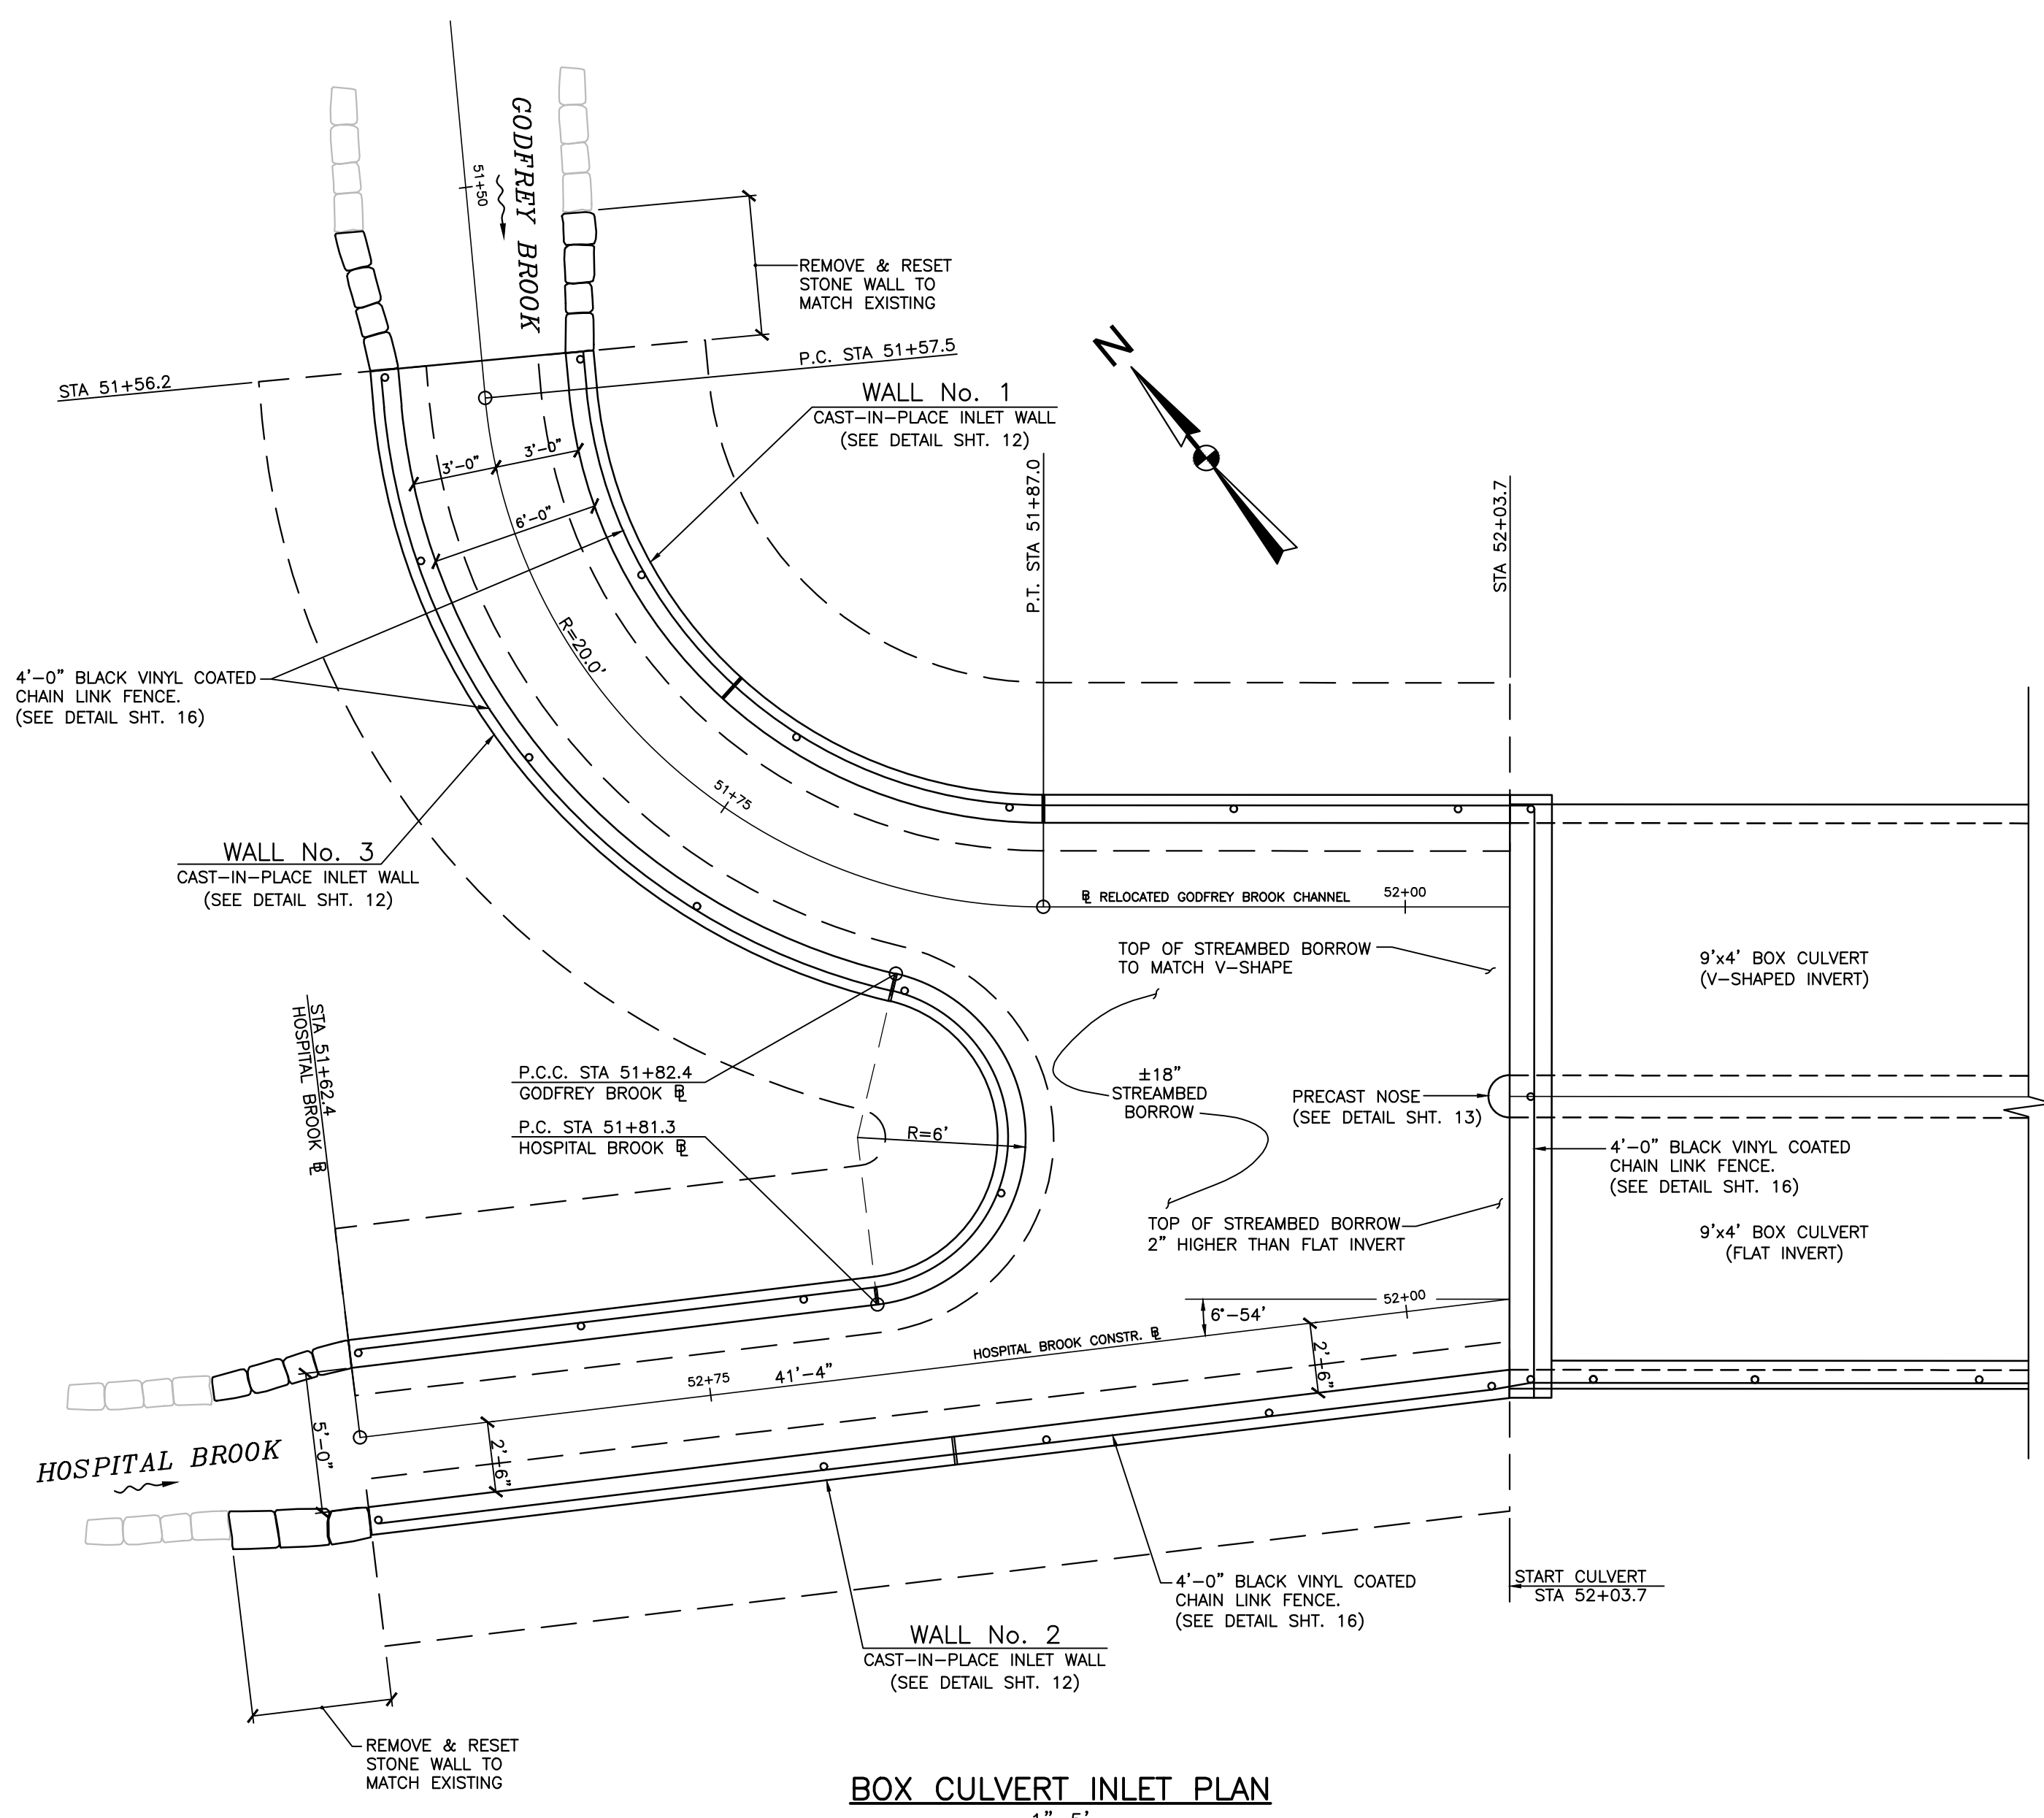 GODFREY BROOK
51+50
REMOVE & RESET
STONE WALL TO
MATCH EXISTING
P.C. STA 51+57.5
STA 51+56.2
WALL No. 1
CAST-IN-PLACE INLET WALL
(SEE DETAIL SHT. 12)
N
3'-0"
3'-0"
6'-0"
P.T. STA 51+87.0
STA 52+03.7
R=20.0'
4'-0" BLACK VINYL COATED
CHAIN LINK FENCE.
(SEE DETAIL SHT. 16)
51+75
WALL No. 3
CAST-IN-PLACE INLET WALL
(SEE DETAIL SHT. 12)
BL RELOCATED GODFREY BROOK CHANNEL
52+00
TOP OF STREAMBED BORROW
TO MATCH V-SHAPE
9'x4' BOX CULVERT
(V-SHAPED INVERT)
STA 51+62.4
HOSPITAL BROOK BL
P.C.C. STA 51+82.4
GODFREY BROOK BL
±18"
STREAMBED
BORROW
PRECAST NOSE
(SEE DETAIL SHT. 13)
P.C. STA 51+81.3
HOSPITAL BROOK BL
R=6'
4'-0" BLACK VINYL COATED
CHAIN LINK FENCE.
(SEE DETAIL SHT. 16)
TOP OF STREAMBED BORROW
2" HIGHER THAN FLAT INVERT
9'x4' BOX CULVERT
(FLAT INVERT)
52+00
6°-54'
HOSPITAL BROOK CONSTR. BL
2'-6"
52+75
41'-4"
5'-0"
2'-6"
HOSPITAL BROOK
4'-0" BLACK VINYL COATED
CHAIN LINK FENCE.
(SEE DETAIL SHT. 16)
START CULVERT
STA 52+03.7
WALL No. 2
CAST-IN-PLACE INLET WALL
(SEE DETAIL SHT. 12)
REMOVE & RESET
STONE WALL TO
MATCH EXISTING
BOX CULVERT INLET PLAN